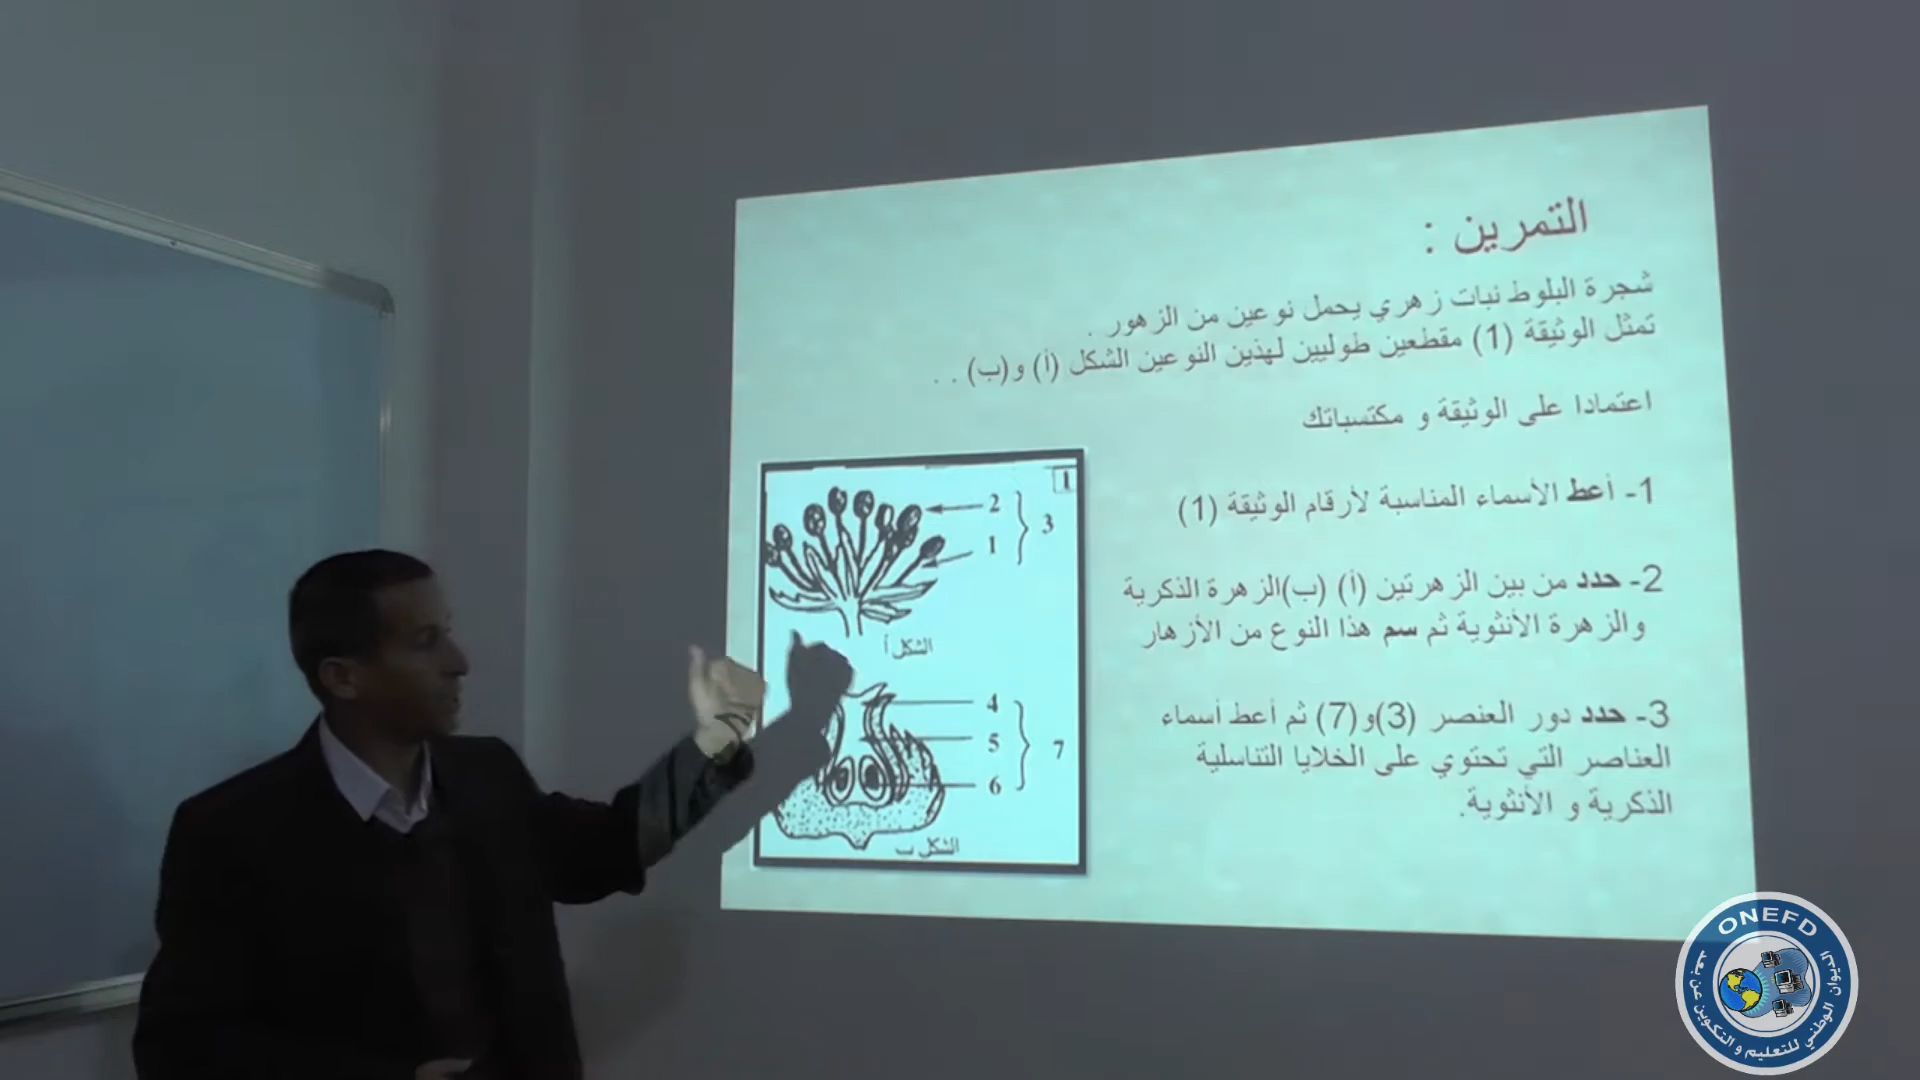 التمرين :
شجرة البلوط نبات زهري يحمل نوعين من الزهور .
تمثل الوثيقة (1) مقطعين طوليين لهذين النوعين الشكل (أ) و(ب) . .
اعتمادا على الوثيقة و مكتسباتك
1- أعط الأسماء المناسبة لأرقام الوثيقة (1)
2- حدد من بين الزهرتين (أ) (ب)الزهرة الذكرية
والزهرة الأنثوية ثم سم هذا النوع من الأزهار
3- حدد دور العنصر (3)و(7) ثم أعط أسماء
العناصر التي تحتوي على الخلايا التناسلية
الذكرية و الأنثوية.
1
2
3
1
الشكل أ
4
5
7
6
الشكل ب
ONEFD
الديوان الوطني للتعليم و التكوين عن بعد